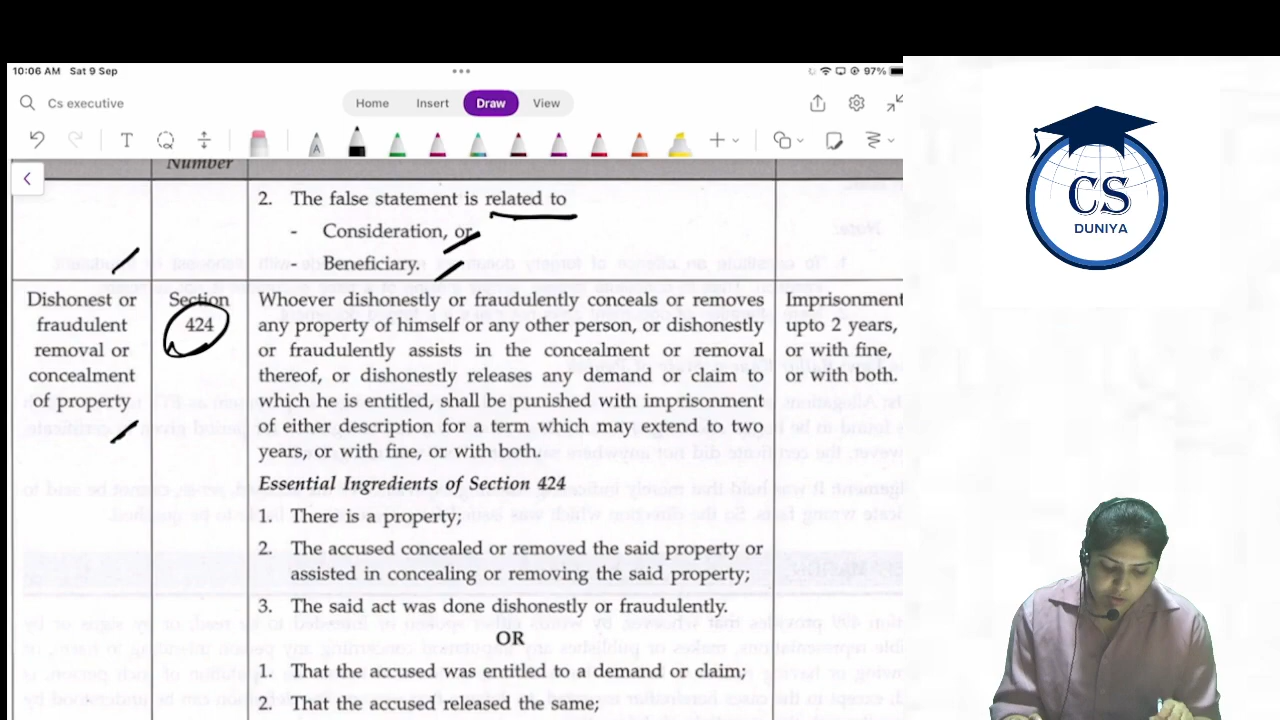 10:06 AM Sat 9 Sep
97%
Cs executive
Home Insert Draw View
Number
2. The false statement is related to
- Consideration, or
- Beneficiary.
Dishonest or
fraudulent
removal or
concealment
of property
Section
424
Whoever dishonestly or fraudulently conceals or removes
any property of himself or any other person, or dishonestly
or fraudulently assists in the concealment or removal
thereof, or dishonestly releases any demand or claim to
which he is entitled, shall be punished with imprisonment
of either description for a term which may extend to two
years, or with fine, or with both.
Essential Ingredients of Section 424
1. There is a property;
2. The accused concealed or removed the said property or
assisted in concealing or removing the said property;
3. The said act was done dishonestly or fraudulently.
OR
1. That the accused was entitled to a demand or claim;
2. That the accused released the same;
Imprisonment
upto 2 years,
or with fine,
or with both.
CS
DUNIYA